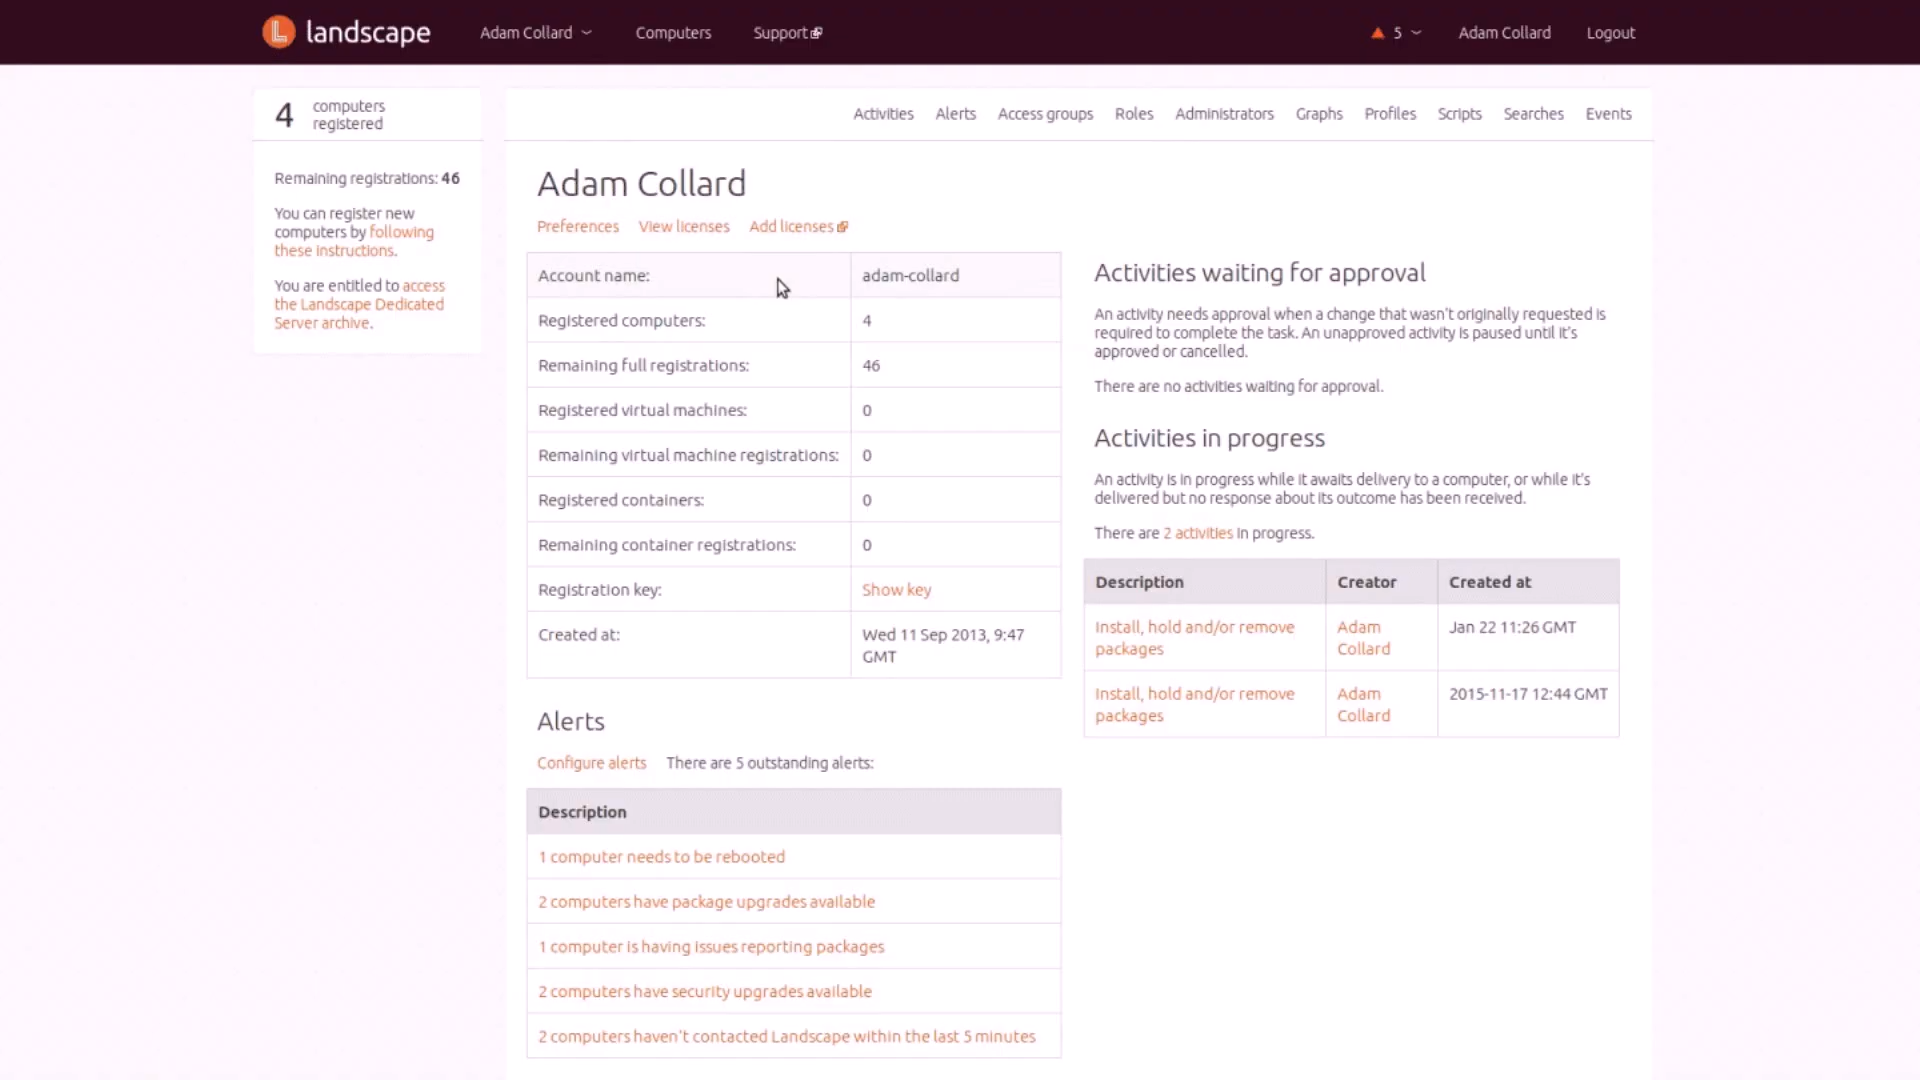 landscape
Adam Collard
Computers
Support
5
Adam Collard
Logout
4 computers
registered
Remaining registrations: 46
You can register new
computers by following
these instructions.
You are entitled to access
the Landscape Dedicated
Server archive.
Activities Alerts Access groups Roles Administrators Graphs Profiles Scripts Searches Events
Adam Collard
Preferences View licenses Add licenses
Account name: adam-collard
Registered computers: 4
Remaining full registrations: 46
Registered virtual machines: 0
Remaining virtual machine registrations: 0
Registered containers: 0
Remaining container registrations: 0
Registration key: Show key
Created at: Wed 11 Sep 2013, 9:47
GMT
Alerts
Configure alerts There are 5 outstanding alerts:
Description
1 computer needs to be rebooted
2 computers have package upgrades available
1 computer is having issues reporting packages
2 computers have security upgrades available
2 computers haven't contacted Landscape within the last 5 minutes
Activities waiting for approval
An activity needs approval when a change that wasn't originally requested is
required to complete the task. An unapproved activity is paused until it's
approved or cancelled.
There are no activities waiting for approval.
Activities in progress
An activity is in progress while it awaits delivery to a computer, or while it's
delivered but no response about its outcome has been received.
There are 2 activities in progress.
Description Creator Created at
Install, hold and/or remove Adam Jan 22 11:26 GMT
packages Collard
Install, hold and/or remove Adam 2015-11-17 12:44 GMT
packages Collard